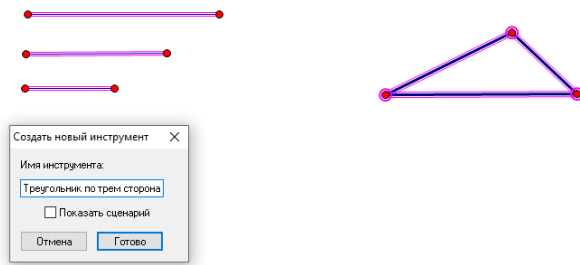 Создать новый инструмент
Имя инструмента:
Треугольник по трем сторона
Показать сценарий
Отмена
Готово